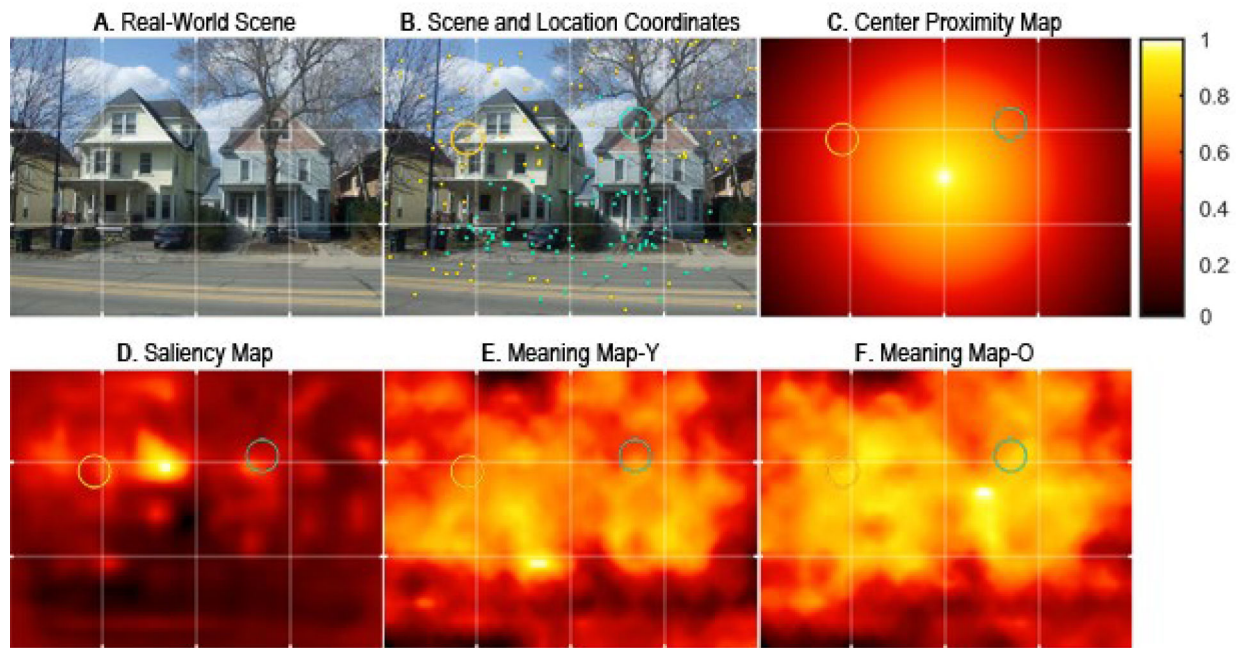 A. Real-World Scene
B. Scene and Location Coordinates
C. Center Proximity Map
1
0.8
0.6
0.4
0.2
0
D. Saliency Map
E. Meaning Map-Y
F. Meaning Map-O